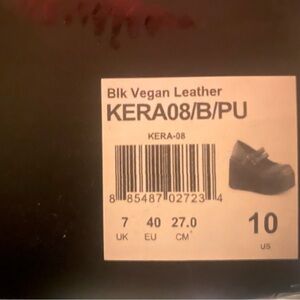 Blk Vegan Leather
KERA08/B/PU
KERA-08
8 85487 02723 4
7 40 27.0 10
UK EU CM US